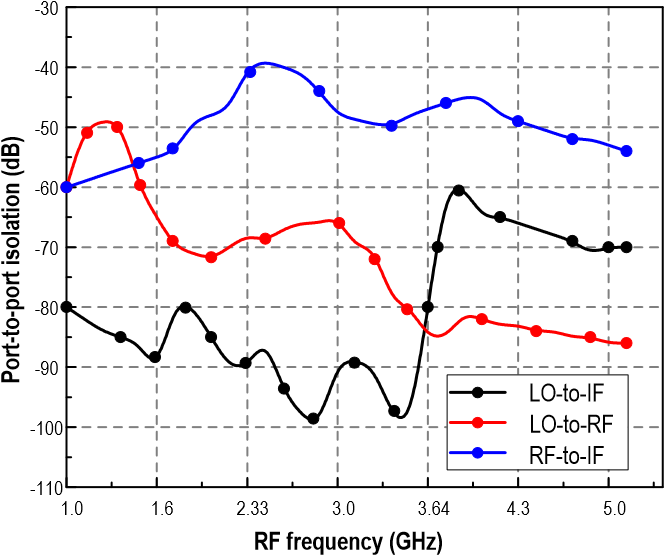 Port-to-port isolation (dB)
-30
-40
-50
-60
-70
-80
-90
-100
-110
LO-to-IF
LO-to-RF
RF-to-IF
1.0 1.6 2.33 3.0 3.64 4.3 5.0
RF frequency (GHz)